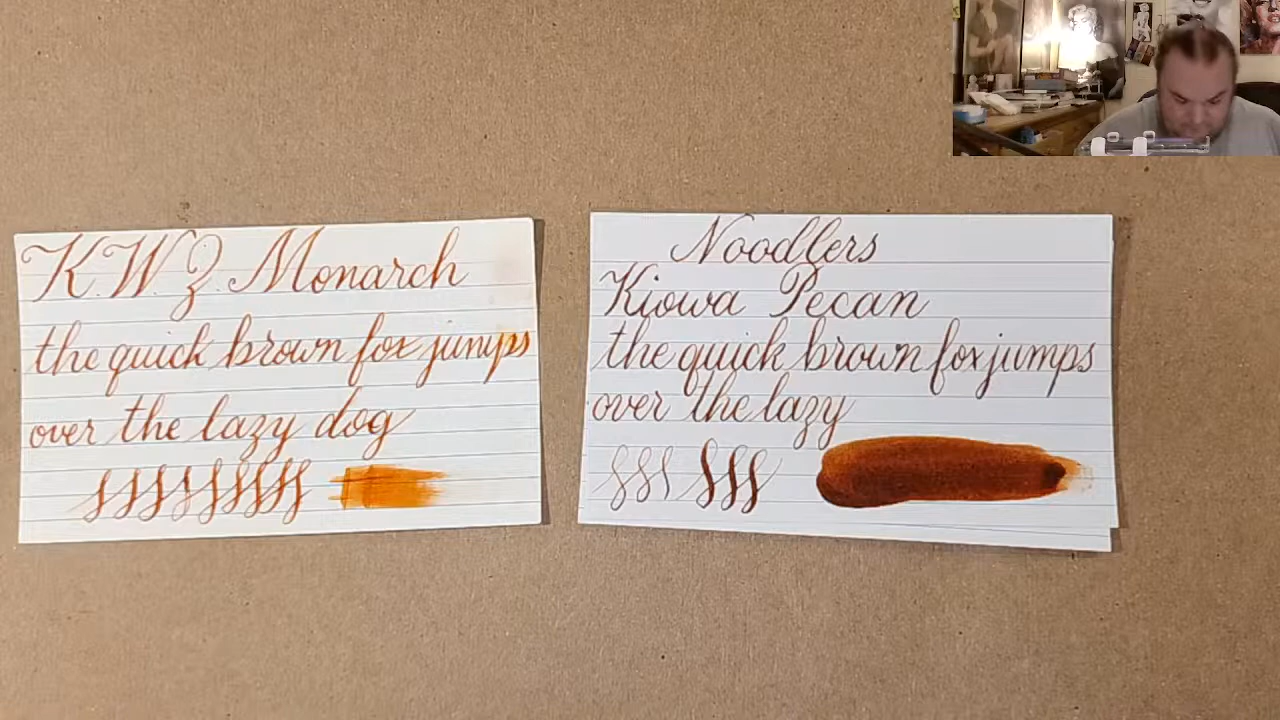 K.W.Z. Monarch
the quick brown fox jumps
over the lazy dog
Noodlers
Kiowa Pecan
the quick brown fox jumps
over the lazy